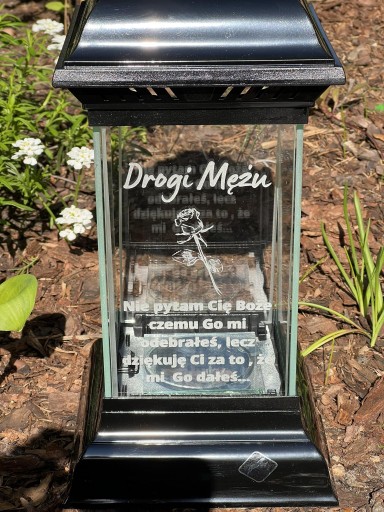 Drogi Mężu
Nie pytam Cię Boże
czemu Go mi
odebrałeś, lecz
dziękuję Ci za to , że
mi Go dałeś...